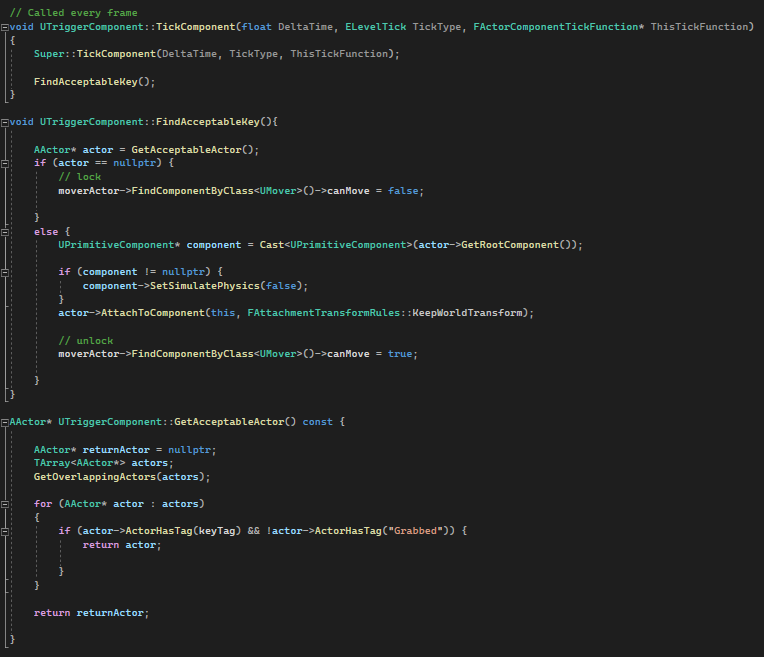 // Called every frame
void UTriggerComponent::TickComponent(float DeltaTime, ELevelTick TickType, FActorComponentTickFunction* ThisTickFunction)
{
    Super::TickComponent(DeltaTime, TickType, ThisTickFunction);

    FindAcceptableKey();
}

void UTriggerComponent::FindAcceptableKey(){

    AActor* actor = GetAcceptableActor();
    if (actor == nullptr) {
        // lock
        moverActor->FindComponentByClass<UMover>()->canMove = false;

    }
    else {
        UPrimitiveComponent* component = Cast<UPrimitiveComponent>(actor->GetRootComponent());

        if (component != nullptr) {
            component->SetSimulatePhysics(false);
        }
        actor->AttachToComponent(this, FAttachmentTransformRules::KeepWorldTransform);

        // unlock
        moverActor->FindComponentByClass<UMover>()->canMove = true;

    }
}

AActor* UTriggerComponent::GetAcceptableActor() const {

    AActor* returnActor = nullptr;
    TArray<AActor*> actors;
    GetOverlappingActors(actors);

    for (AActor* actor : actors)
    {
        if (actor->ActorHasTag(keyTag) && !actor->ActorHasTag("Grabbed")) {
            return actor;

        }
    }

    return returnActor;

}